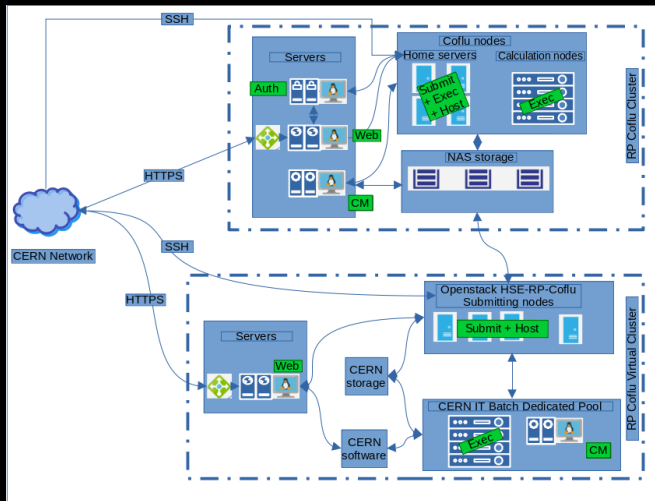 SSH
Coflu nodes
Servers
Home servers
Calculation nodes
Auth
Submit
+ Exec
+ Host
Exec
Web
RP Coflu Cluster
NAS storage
HTTPS
CM
CERN Network
SSH
HTTPS
Openstack HSE-RP-Coflu
Submitting nodes
Submit + Host
Servers
Web
CERN
storage
RP Coflu Virtual Cluster
CERN IT Batch Dedicated Pool
CERN
software
Exec
CM